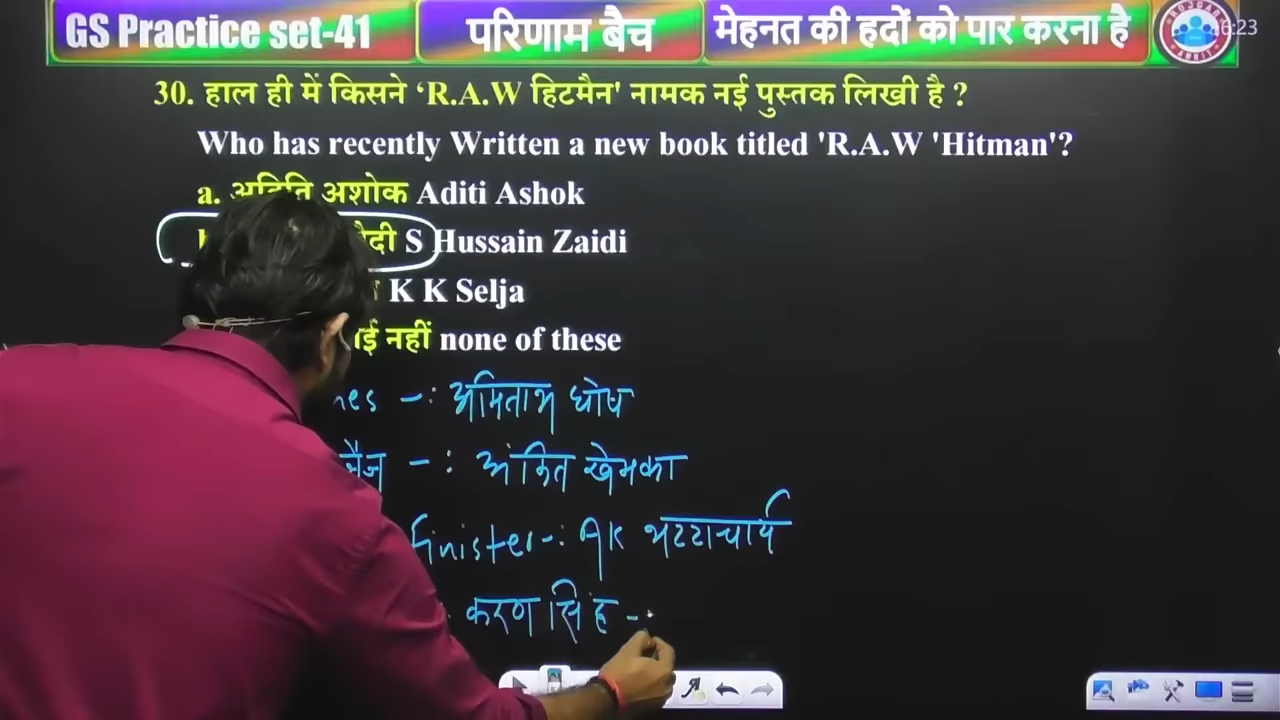 GS Practice set-41 परिणाम बैच मेहनत की हदों को पार करना है
30. हाल ही में किसने ‘R.A.W हिटमैन' नामक नई पुस्तक लिखी है ?
Who has recently Written a new book titled 'R.A.W 'Hitman'?
a. अदिति अशोक Aditi Ashok
S Hussain Zaidi
K K Selja
नहीं none of these
-: अमिताभ घोष
-: अंकित खेमका
-: AK भट्टाचार्य
करण सिंह -